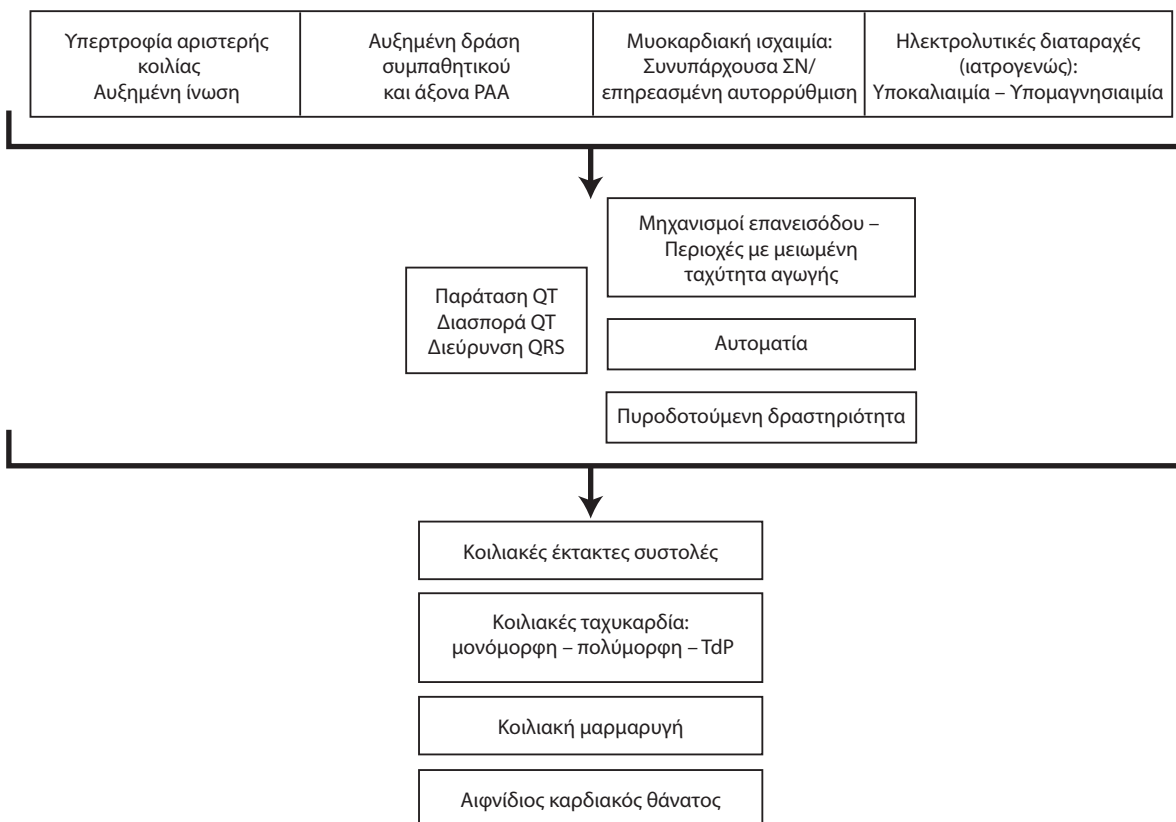 Υπερτροφία αριστερής
κοιλίας
Αυξημένη ίνωση
Αυξημένη δράση
συμπαθητικού
και άξονα ΡΑΑ
Μυοκαρδιακή ισχαιμία:
Συνυπάρχουσα ΣΝ/
επηρεασμένη αυτορρύθμιση
Ηλεκτρολυτικές διαταραχές
(ιατρογενώς):
Υποκαλιαιμία – Υπομαγνησιαιμία
Παράταση QT
Διασπορά QT
Διεύρυνση QRS
Μηχανισμοί επανεισόδου –
Περιοχές με μειωμένη
ταχύτητα αγωγής
Αυτοματία
Πυροδοτούμενη δραστηριότητα
Κοιλιακές έκτακτες συστολές
Κοιλιακές ταχυκαρδία:
μονόμορφη – πολύμορφη – TdP
Κοιλιακή μαρμαρυγή
Αιφνίδιος καρδιακός θάνατος